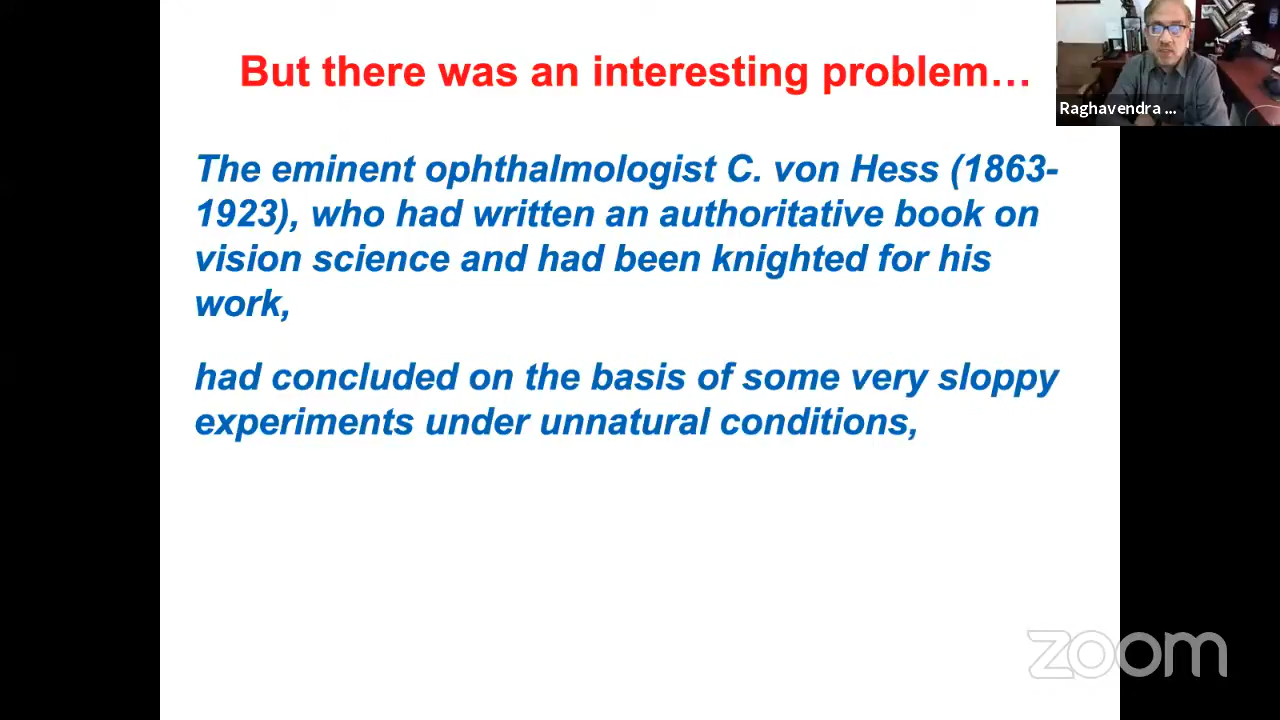 But there was an interesting problem…
Raghavendra ...
The eminent ophthalmologist C. von Hess (1863-
1923), who had written an authoritative book on
vision science and had been knighted for his
work,
had concluded on the basis of some very sloppy
experiments under unnatural conditions,
zoom